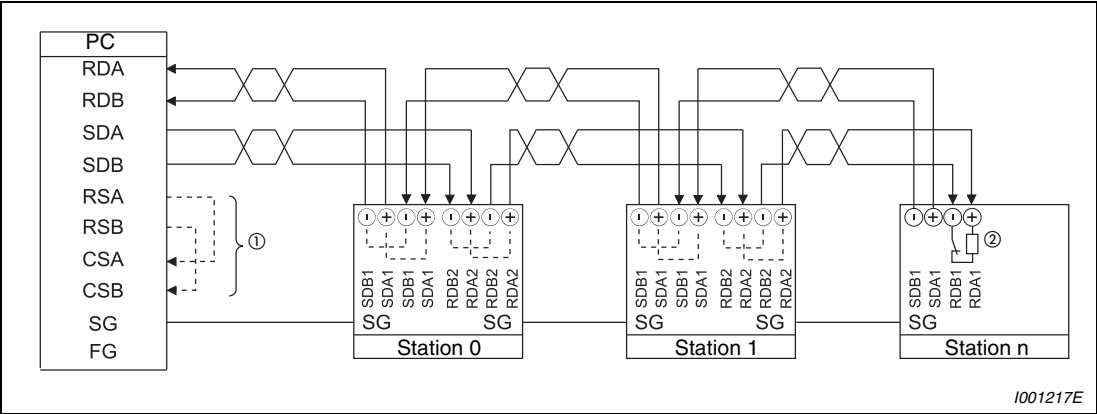 PC
RDA
RDB
SDA
SDB
RSA
RSB
CSA
CSB
SG
FG
①
- + - + - + - +
SDB1 SDA1 SDB1 SDA1 RDB2 RDA2 RDB2 RDA2
SG SG
Station 0
- + - + - + - +
SDB1 SDA1 SDB1 SDA1 RDB2 RDA2 RDB2 RDA2
SG SG
Station 1
- + - +
②
SDB1 SDA1 RDB1 RDA1
SG
Station n
I001217E